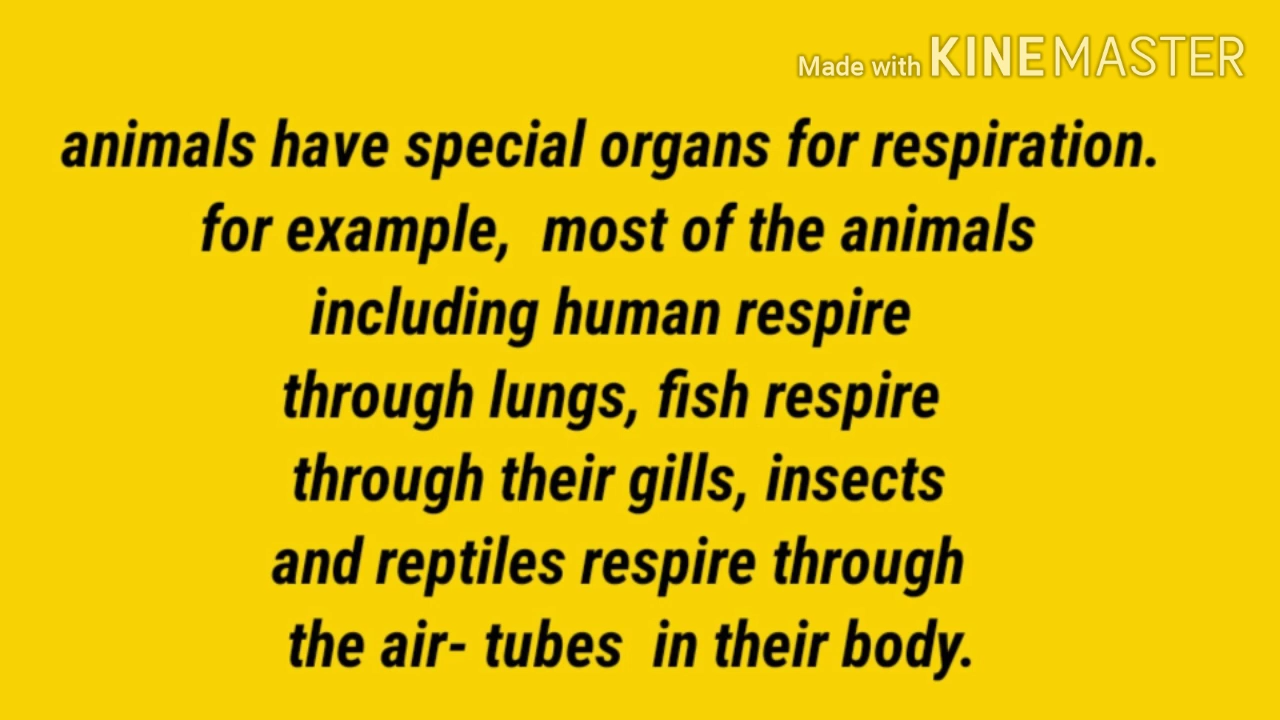 Made with KINEMASTER
animals have special organs for respiration.
for example,  most of the animals
including human respire
through lungs, fish respire
through their gills, insects
and reptiles respire through
the air- tubes  in their body.